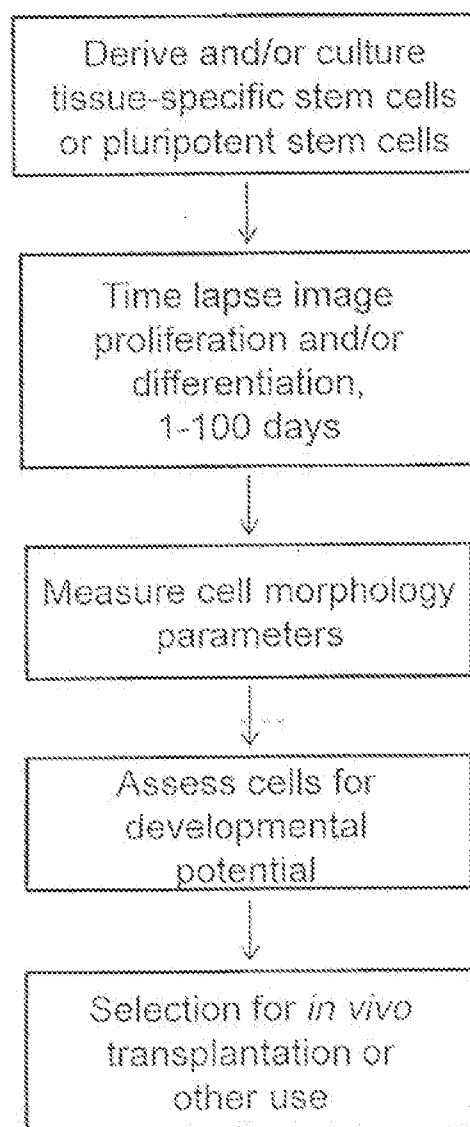 Derive and/or culture
tissue-specific stem cells
or pluripotent stem cells
Time lapse image
proliferation and/or
differentiation,
1-100 days
Measure cell morphology
parameters
Assess cells for
developmental
potential
Selection for in vivo
transplantation or
other use